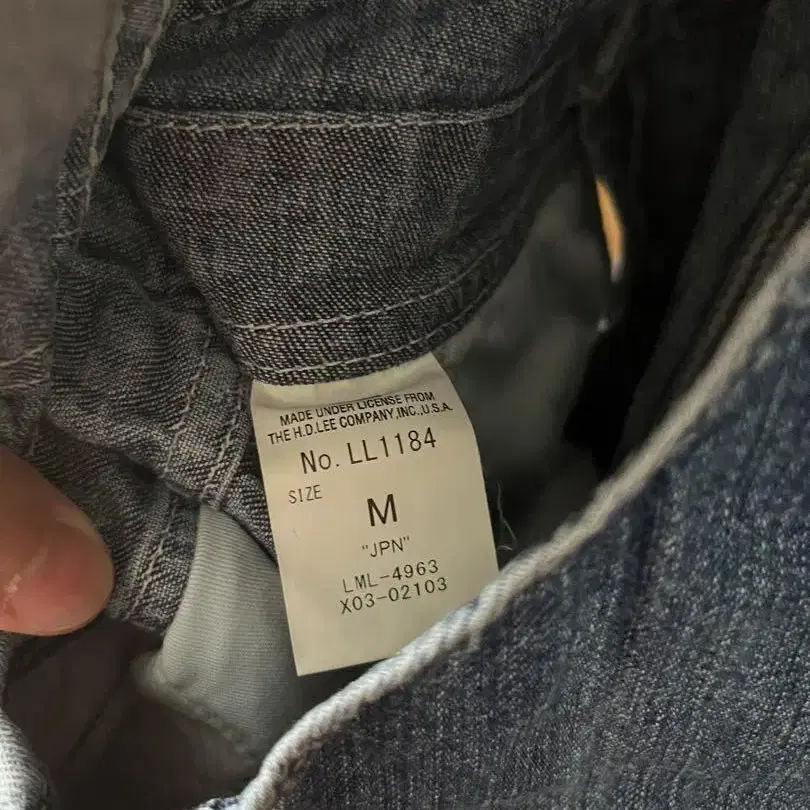 MADE UNDER LICENSE FROM
THE H.D.LEE COMPANY,INC.,U.S.A.
No. LL1184
SIZE
M
"JPN"
LML-4963
X03-02103